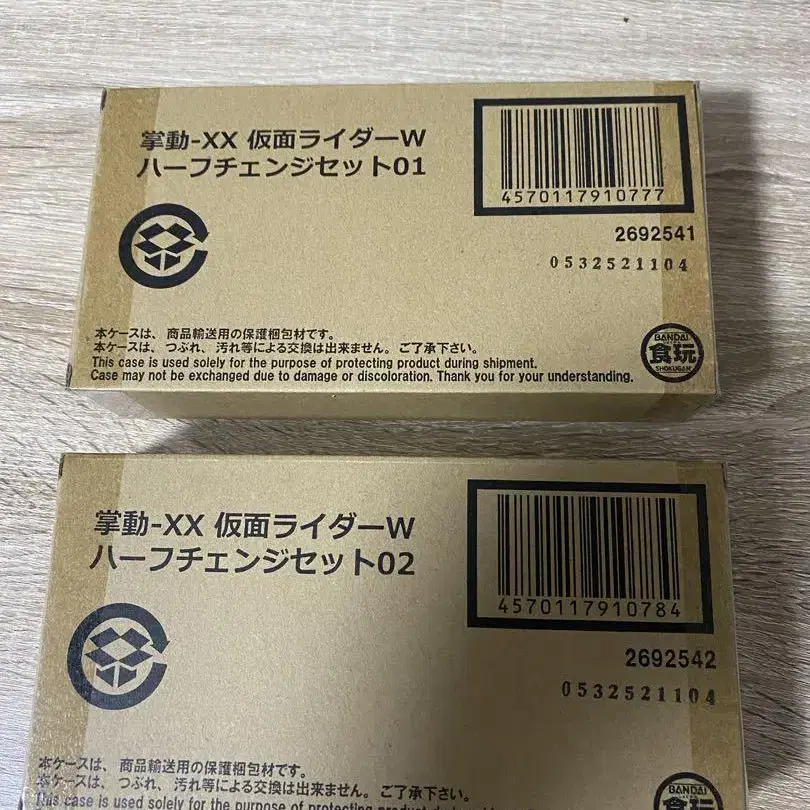 掌動-XX 仮面ライダーW
ハーフチェンジセット01
4570117910777
2692541
0532521104
本ケースは、商品輸送用の保護梱包材です。
本ケースは、つぶれ、汚れ等による交換は出来ません。ご了承下さい。
This case is used solely for the purpose of protecting product during shipment.
Case may not be exchanged due to damage or discoloration. Thank you for your understanding.
BANDAI
食玩
SHOKUGAN
掌動-XX 仮面ライダーW
ハーフチェンジセット02
4570117910784
2692542
0532521104
本ケースは、商品輸送用の保護梱包材です。
本ケースは、つぶれ、汚れ等による交換は出来ません。ご了承下さい。
This case is used solely for the purpose of protecting product during
BANDAI
食玩